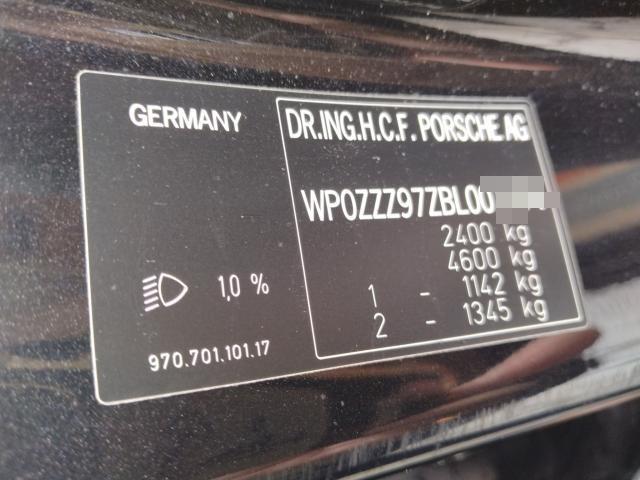 GERMANY
DR.ING.H.C.F. PORSCHE AG
WP0ZZZ97ZBL00
2400 kg
4600 kg
1 - 1142 kg
2 - 1345 kg
1,0 %
970.701.101.17